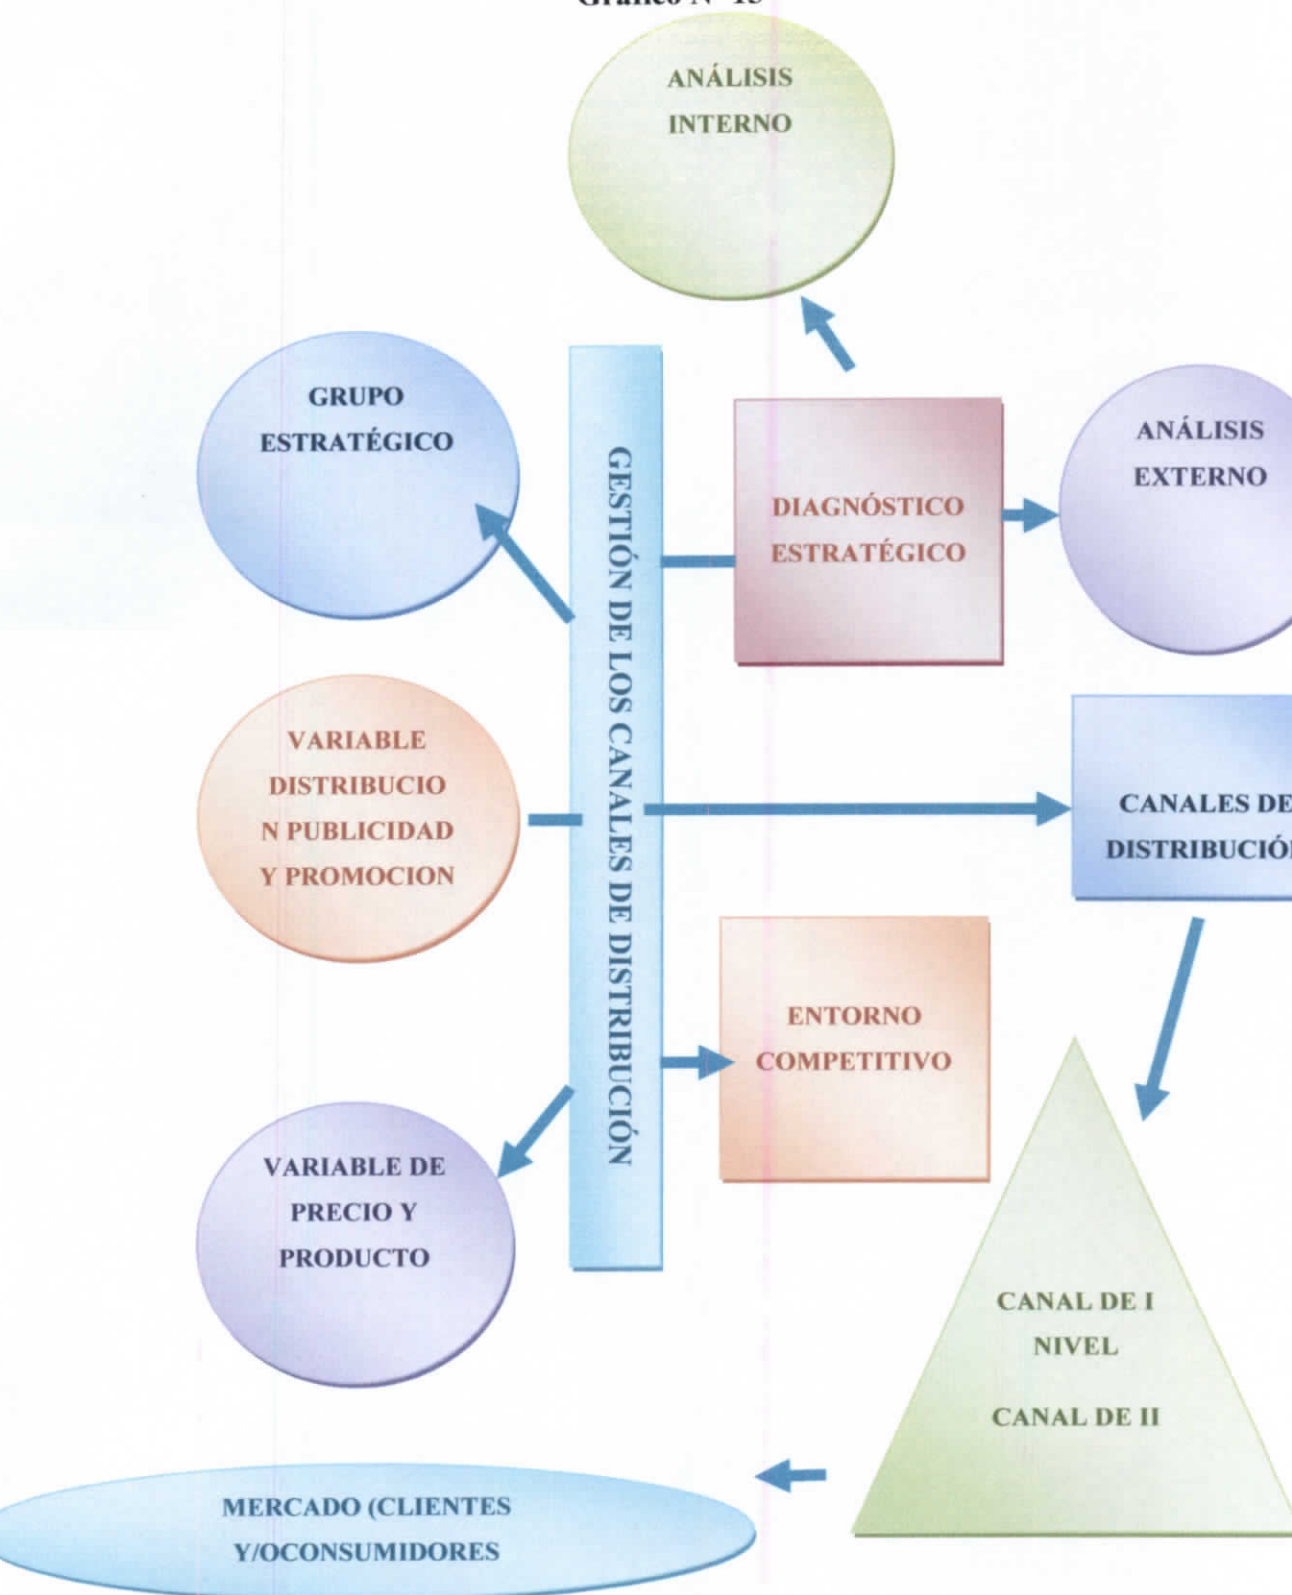 ANÁLISIS
INTERNO
GRUPO
ESTRATÉGICO
GESTIÓN DE LOS CANALES DE DISTRIBUCIÓN
DIAGNÓSTICO
ESTRATÉGICO
ANÁLISIS
EXTERNO
VARIABLE
DISTRIBUCIO
N PUBLICIDAD
Y PROMOCION
CANALES DE
DISTRIBUCIÓN
ENTORNO
COMPETITIVO
VARIABLE DE
PRECIO Y
PRODUCTO
CANAL DE I
NIVEL
CANAL DE II
MERCADO (CLIENTES
Y/OCONSUMIDORES